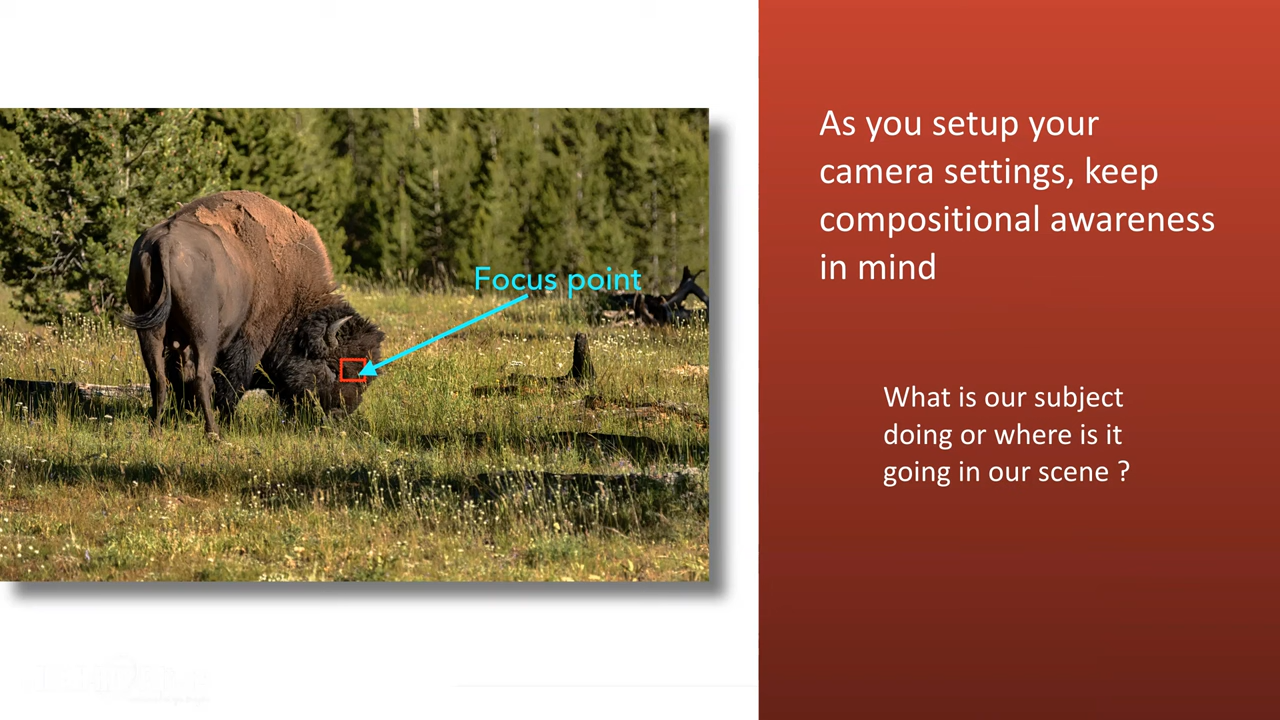 Focus point
As you setup your
camera settings, keep
compositional awareness
in mind
What is our subject
doing or where is it
going in our scene ?